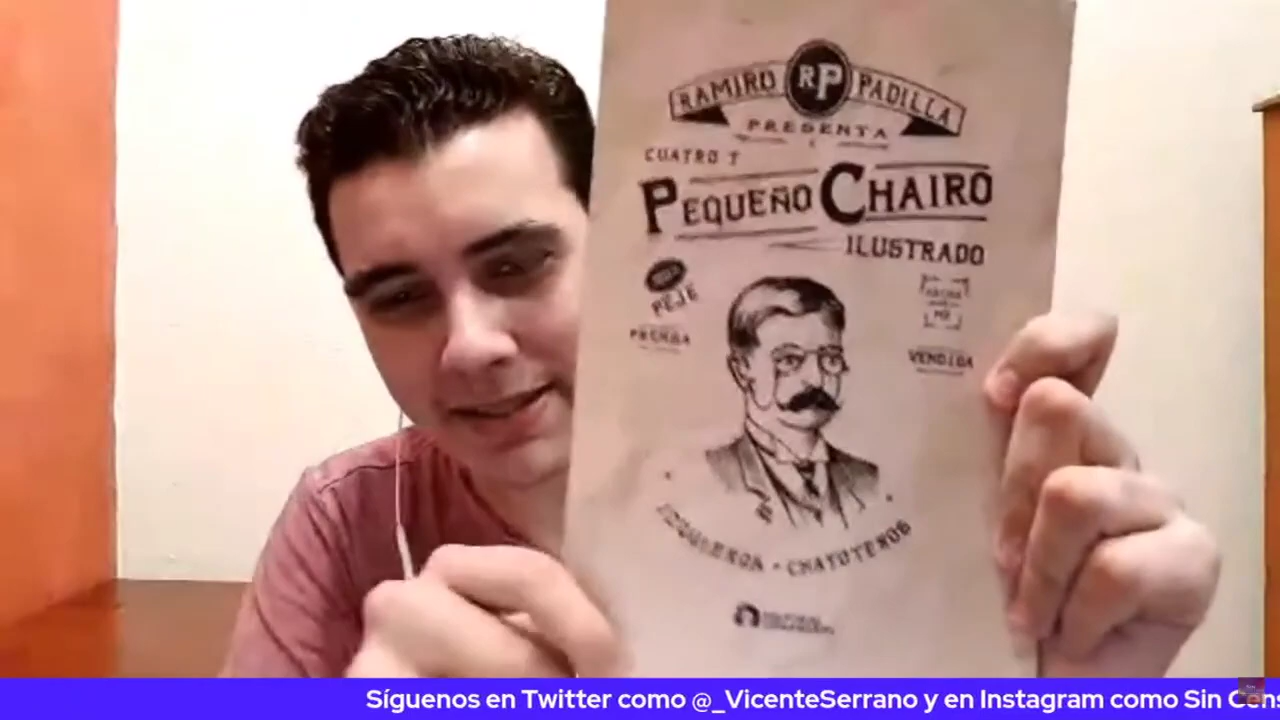 RAMIRO RP PADILLA
PRESENTA
CUATRO T
PEQUEÑO CHAIRO
ILUSTRADO
PEJE
PRENSA
VENDIDA
CHAYOTEROS
Síguenos en Twitter como @_VicenteSerrano y en Instagram como Sin Cens